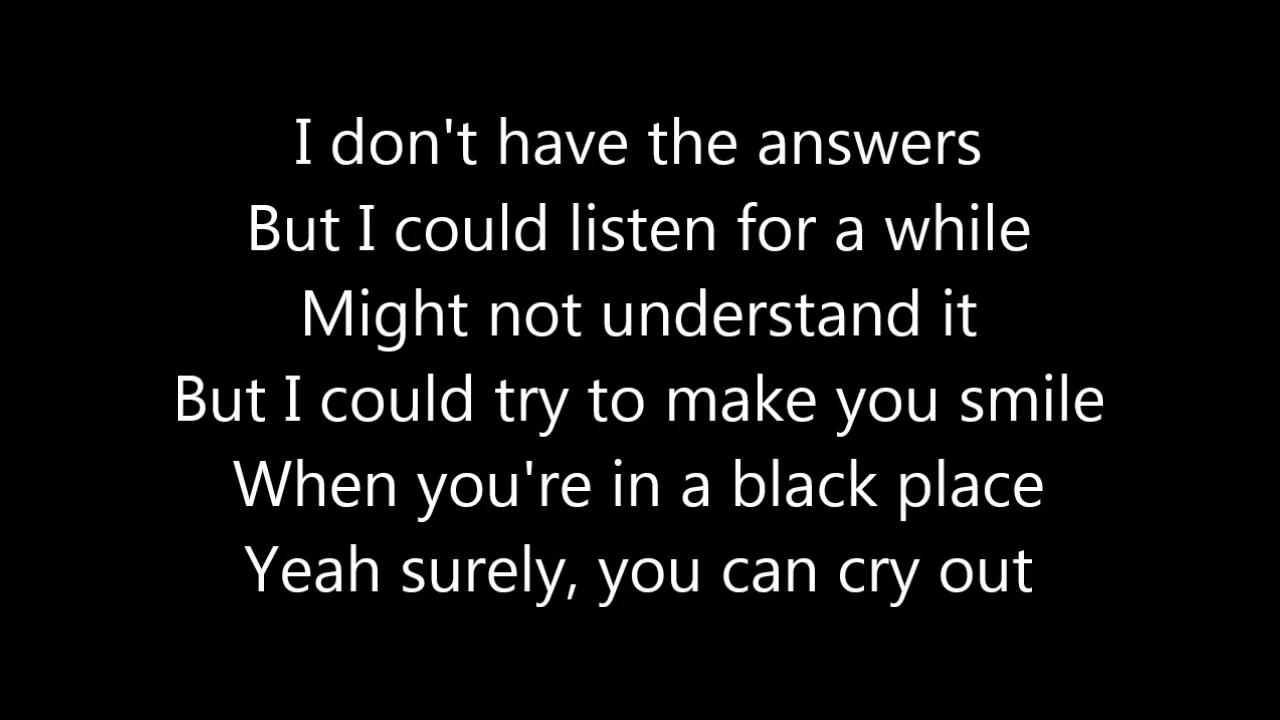 I don't have the answers
But I could listen for a while
Might not understand it
But I could try to make you smile
When you're in a black place
Yeah surely, you can cry out